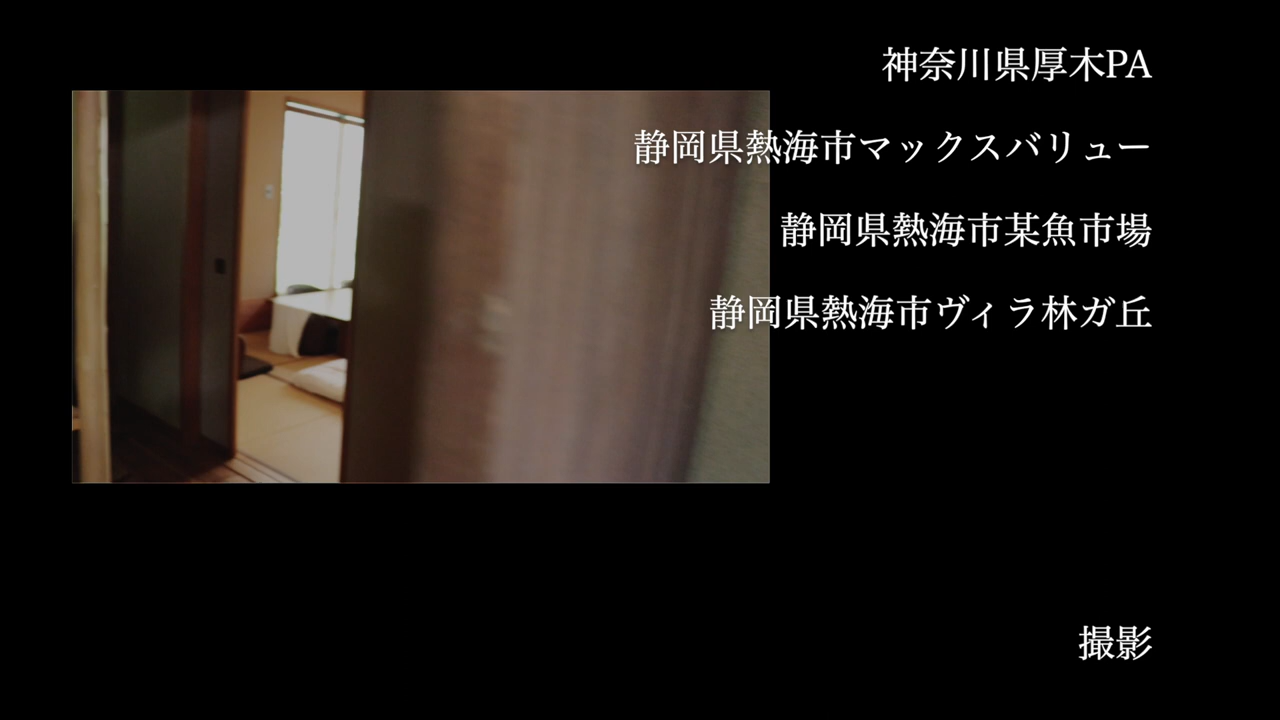 神奈川県厚木PA
静岡県熱海市マックスバリュー
静岡県熱海市某魚市場
静岡県熱海市ヴィラ林ガ丘
撮影